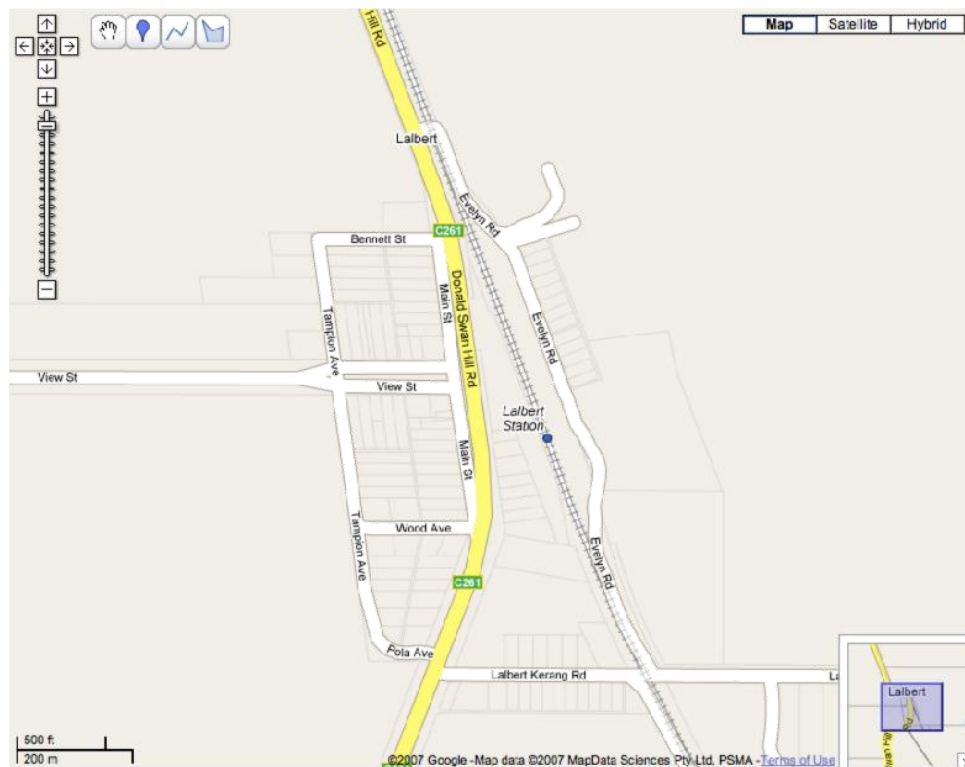 Map Satellite Hybrid
Hill Rd
Lalbert
Evelyn Rd
C261
Bennett St
Main St
Donald Swan Hill Rd
Tampion Ave
Evelyn Rd
View St
View St
Lalbert
Station
Main St
Tampion Ave
Wood Ave
Evelyn Rd
C261
Pola Ave
Lalbert Kerang Rd
La
Lalbert
500 ft
200 m
©2007 Google - Map data ©2007 MapData Sciences Pty Ltd, PSMA - Terms of Use